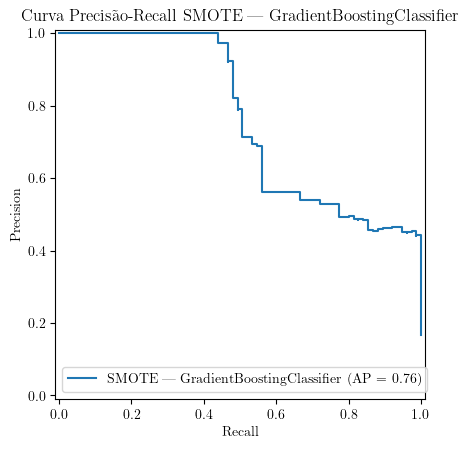 Curva Precisão-Recall SMOTE — GradientBoostingClassifier
1.0
0.8
0.6
0.4
0.2
0.0
Precision
SMOTE — GradientBoostingClassifier (AP = 0.76)
0.0 0.2 0.4 0.6 0.8 1.0
Recall